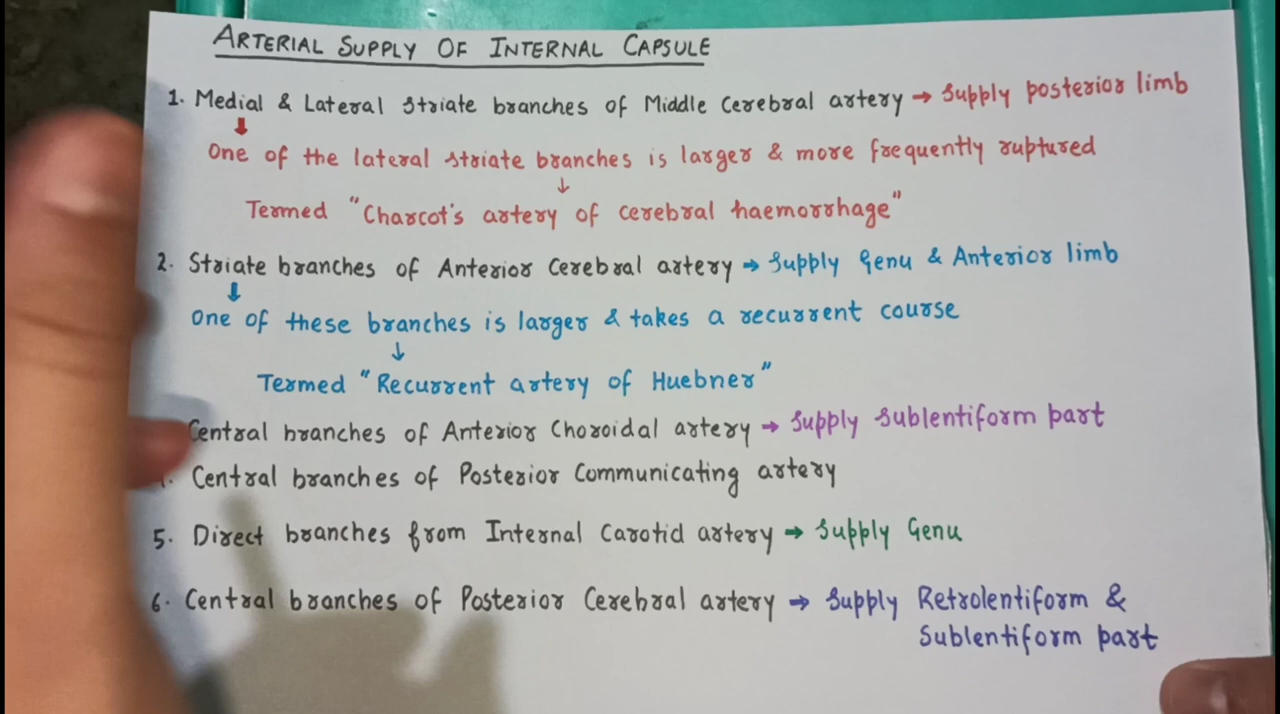 ARTERIAL SUPPLY OF INTERNAL CAPSULE
1. Medial & Lateral striate branches of Middle Cerebral artery → Supply posterior limb
↓
One of the lateral striate branches is larger & more frequently ruptured
↓
Termed "Charcot's artery of cerebral haemorrhage"
2. Striate branches of Anterior Cerebral artery → Supply Genu & Anterior limb
↓
One of these branches is larger & takes a recurrent course
↓
Termed "Recurrent artery of Huebner"
Central branches of Anterior Choroidal artery → Supply Sublentiform part
Central branches of Posterior Communicating artery
5. Direct branches from Internal Carotid artery → Supply Genu
6. Central branches of Posterior Cerebral artery → Supply Retrolentiform &
Sublentiform part